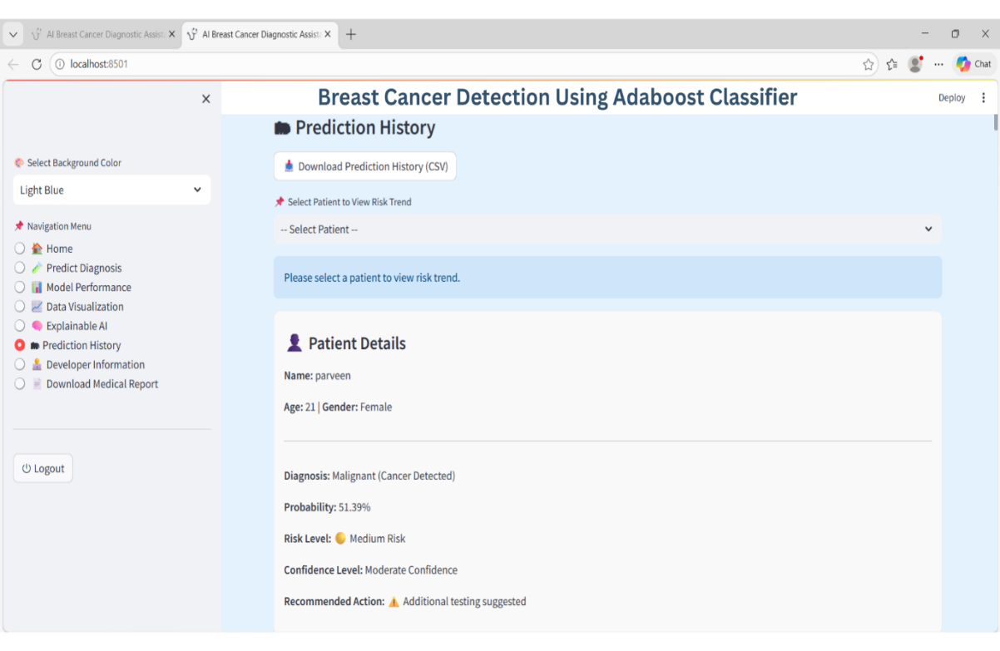 AI Breast Cancer Diagnostic Assist
AI Breast Cancer Diagnostic Assist
localhost:8501
Chat
Breast Cancer Detection Using Adaboost Classifier
Deploy
Select Background Color
Light Blue
Navigation Menu
Home
Predict Diagnosis
Model Performance
Data Visualization
Explainable AI
Prediction History
Developer Information
Download Medical Report
Logout
Prediction History
Download Prediction History (CSV)
Select Patient to View Risk Trend
-- Select Patient --
Please select a patient to view risk trend.
Patient Details
Name: parveen
Age: 21 | Gender: Female
Diagnosis: Malignant (Cancer Detected)
Probability: 51.39%
Risk Level: Medium Risk
Confidence Level: Moderate Confidence
Recommended Action: Additional testing suggested